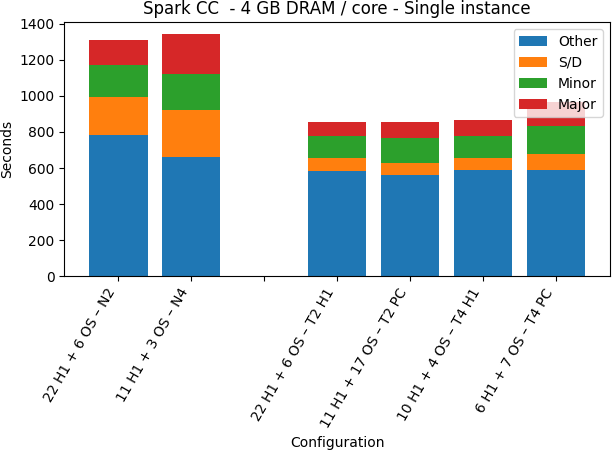 Spark CC - 4 GB DRAM / core - Single instance
Seconds
1400
1200
1000
800
600
400
200
0
Other
S/D
Minor
Major
22 H1 + 6 OS – N2
11 H1 + 3 OS – N4
22 H1 + 6 OS – T2 H1
11 H1 + 17 OS – T2 PC
10 H1 + 4 OS – T4 H1
6 H1 + 7 OS – T4 PC
Configuration